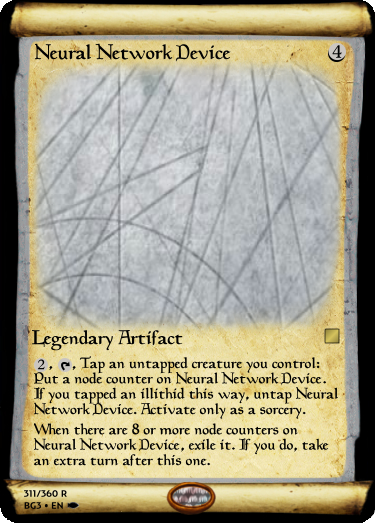 Neural Network Device 4
Legendary Artifact
2, , Tap an untapped creature you control:
Put a node counter on Neural Network Device.
If you tapped an illithid this way, untap Neural
Network Device. Activate only as a sorcery.
When there are 8 or more node counters on
Neural Network Device, exile it. If you do, take
an extra turn after this one.
311/360 R
BG3 • EN